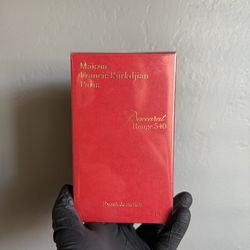 Maison
Francis Kurkdjian
Paris
Baccarat
Rouge 540
Extrait de parfum